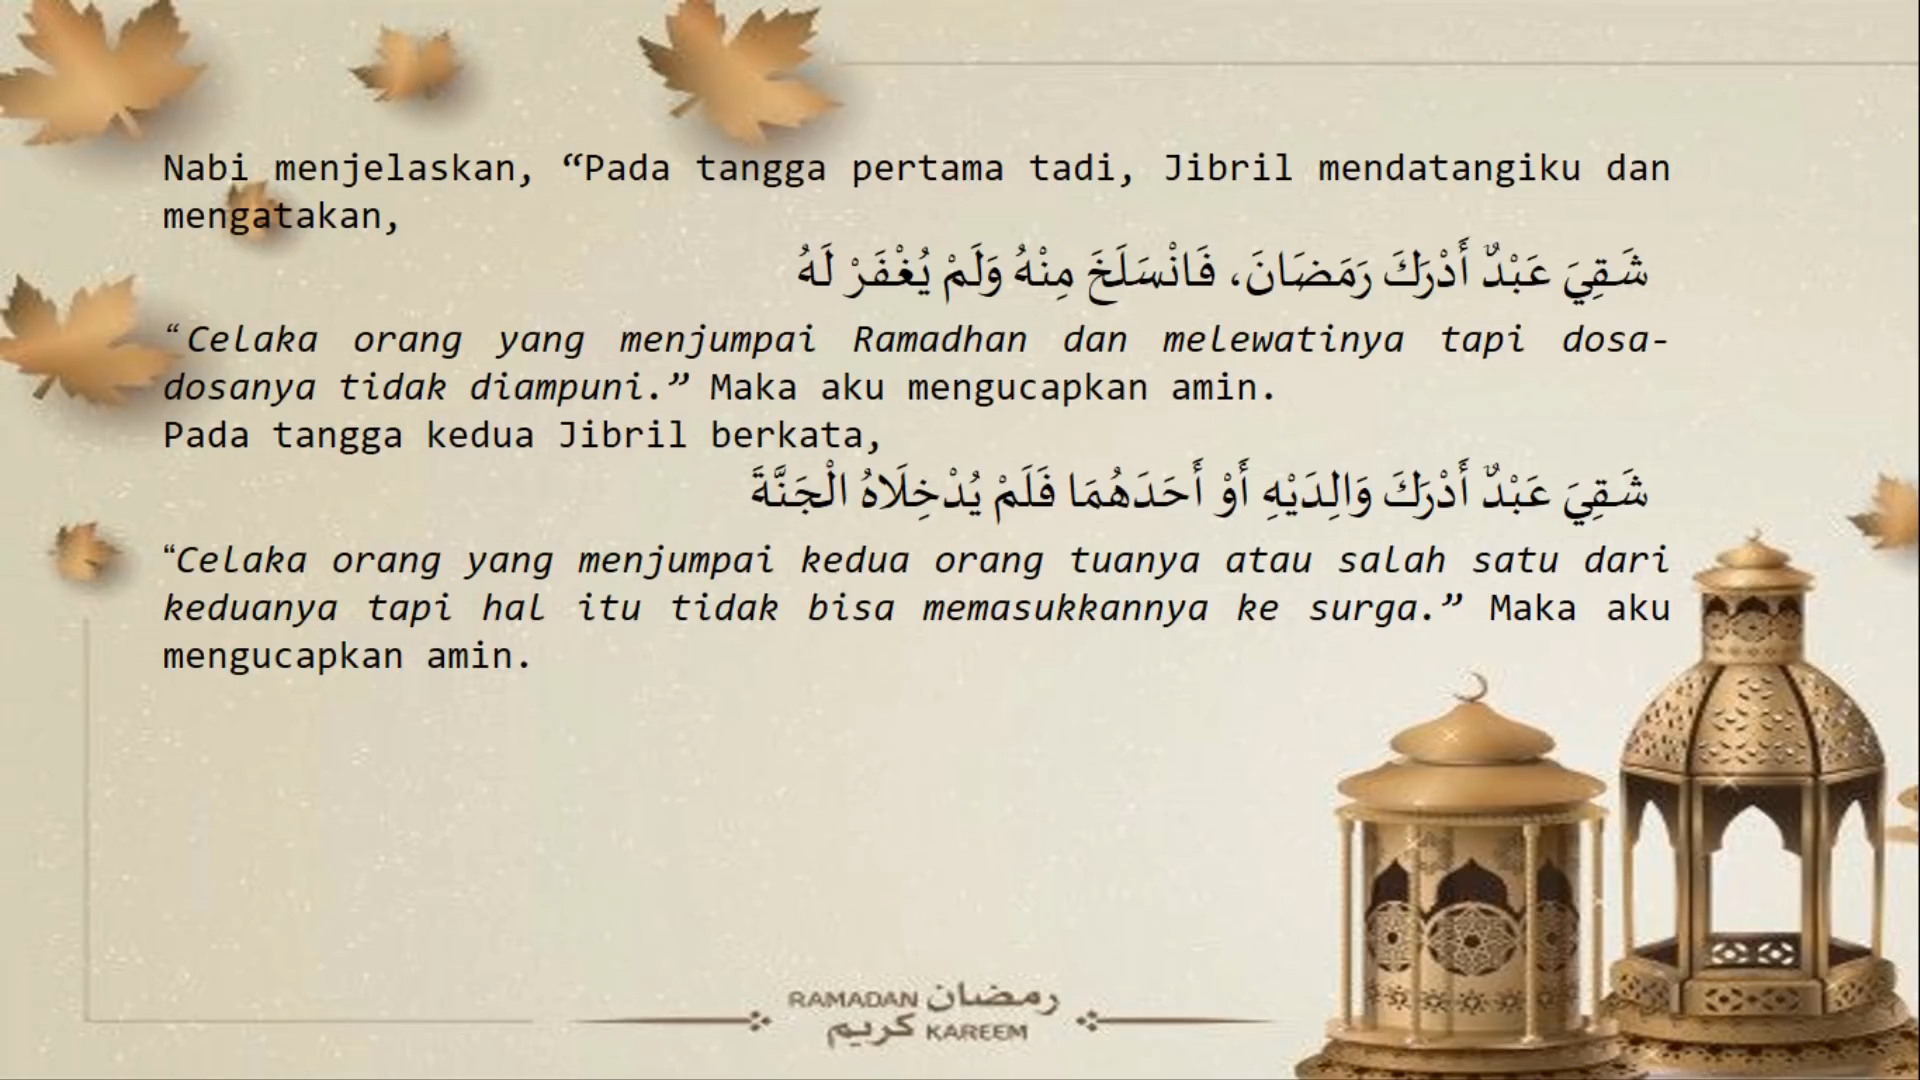 Nabi menjelaskan, “Pada tangga pertama tadi, Jibril mendatangiku dan
mengatakan,
شَقِيَ عَبْدٌ أَدْرَكَ رَمَضَانَ، فَانْسَلَخَ مِنْهُ وَلَمْ يُغْفَرْ لَهُ
“Celaka orang yang menjumpai Ramadhan dan melewatinya tapi dosa-
dosanya tidak diampuni.” Maka aku mengucapkan amin.
Pada tangga kedua Jibril berkata,
شَقِيَ عَبْدٌ أَدْرَكَ وَالِدَيْهِ أَوْ أَحَدَهُمَا فَلَمْ يُدْخِلَاهُ الْجَنَّةَ
“Celaka orang yang menjumpai kedua orang tuanya atau salah satu dari
keduanya tapi hal itu tidak bisa memasukkannya ke surga.” Maka aku
mengucapkan amin.
RAMADAN رمضان
كريم KAREEM